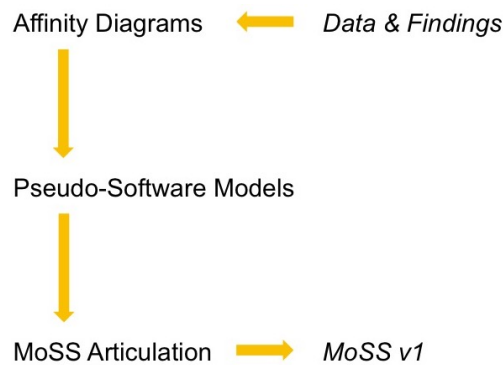 Affinity Diagrams
Data & Findings
Pseudo-Software Models
MoSS Articulation
MoSS v1